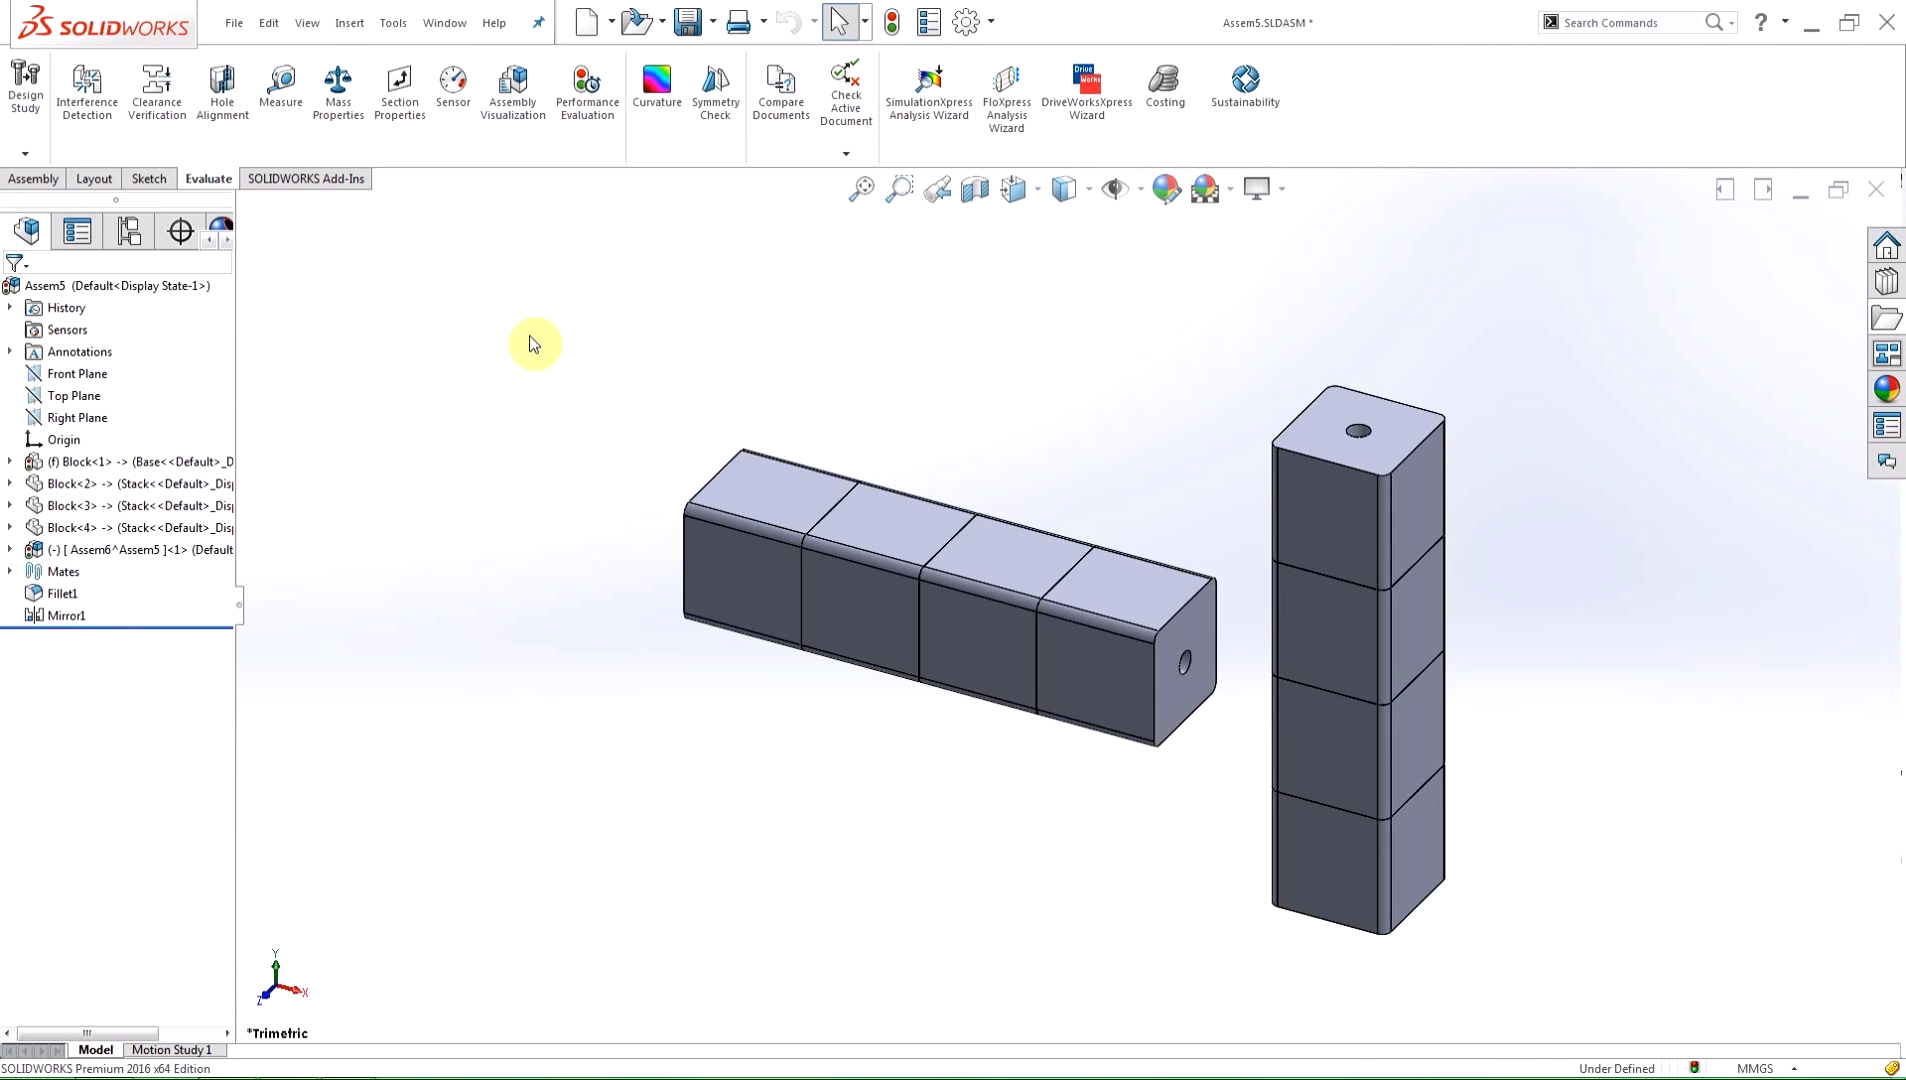 SOLIDWORKS
File Edit View Insert Tools Window Help
Assem5.SLDASM *
Search Commands
Design Study
Interference Detection
Clearance Verification
Hole Alignment
Measure
Mass Properties
Section Properties
Sensor
Assembly Visualization
Performance Evaluation
Curvature
Symmetry Check
Compare Documents
Check Active Document
SimulationXpress Analysis Wizard
FloXpress Analysis Wizard
Drive Works
DriveWorksXpress Wizard
Costing
Sustainability
Assembly Layout Sketch Evaluate SOLIDWORKS Add-Ins
Assem5 (Default<Display State-1>)
History
Sensors
Annotations
Front Plane
Top Plane
Right Plane
Origin
(f) Block<1> -> (Base<<Default>_D
Block<2> -> (Stack<<Default>_Disp
Block<3> -> (Stack<<Default>_Disp
Block<4> -> (Stack<<Default>_Disp
(-) [ Assem6^Assem5 ]<1> (Default
Mates
Fillet1
Mirror1
Y
X
Z
*Trimetric
Model Motion Study 1
SOLIDWORKS Premium 2016 x64 Edition
Under Defined
MMGS